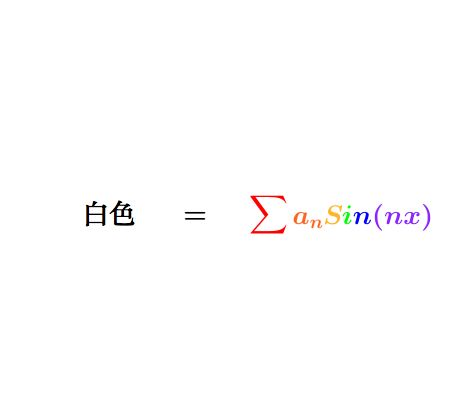 白色 = ∑ aₙSin(nx)